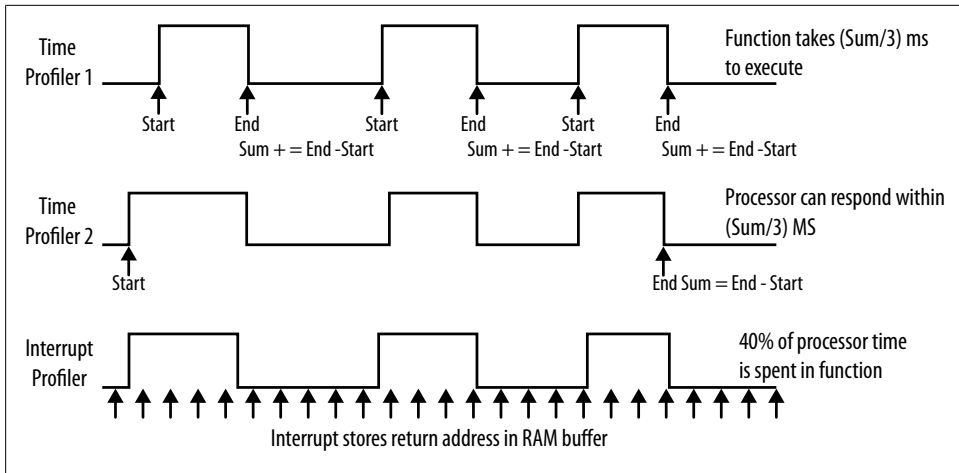 Time
Profiler 1
Function takes (Sum/3) ms
to execute
Start
End
Start
End
Start
End
Sum + = End -Start
Sum + = End -Start
Sum + = End -Start
Time
Profiler 2
Processor can respond within
(Sum/3) MS
Start
End Sum = End - Start
Interrupt
Profiler
40% of processor time
is spent in function
Interrupt stores return address in RAM buffer